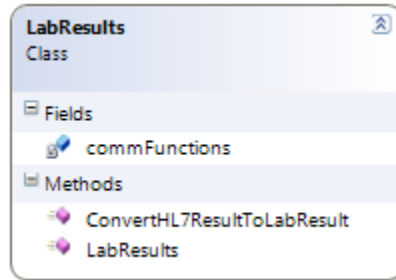 LabResults
Class
Fields
commFunctions
Methods
ConvertHL7ResultToLabResult
LabResults